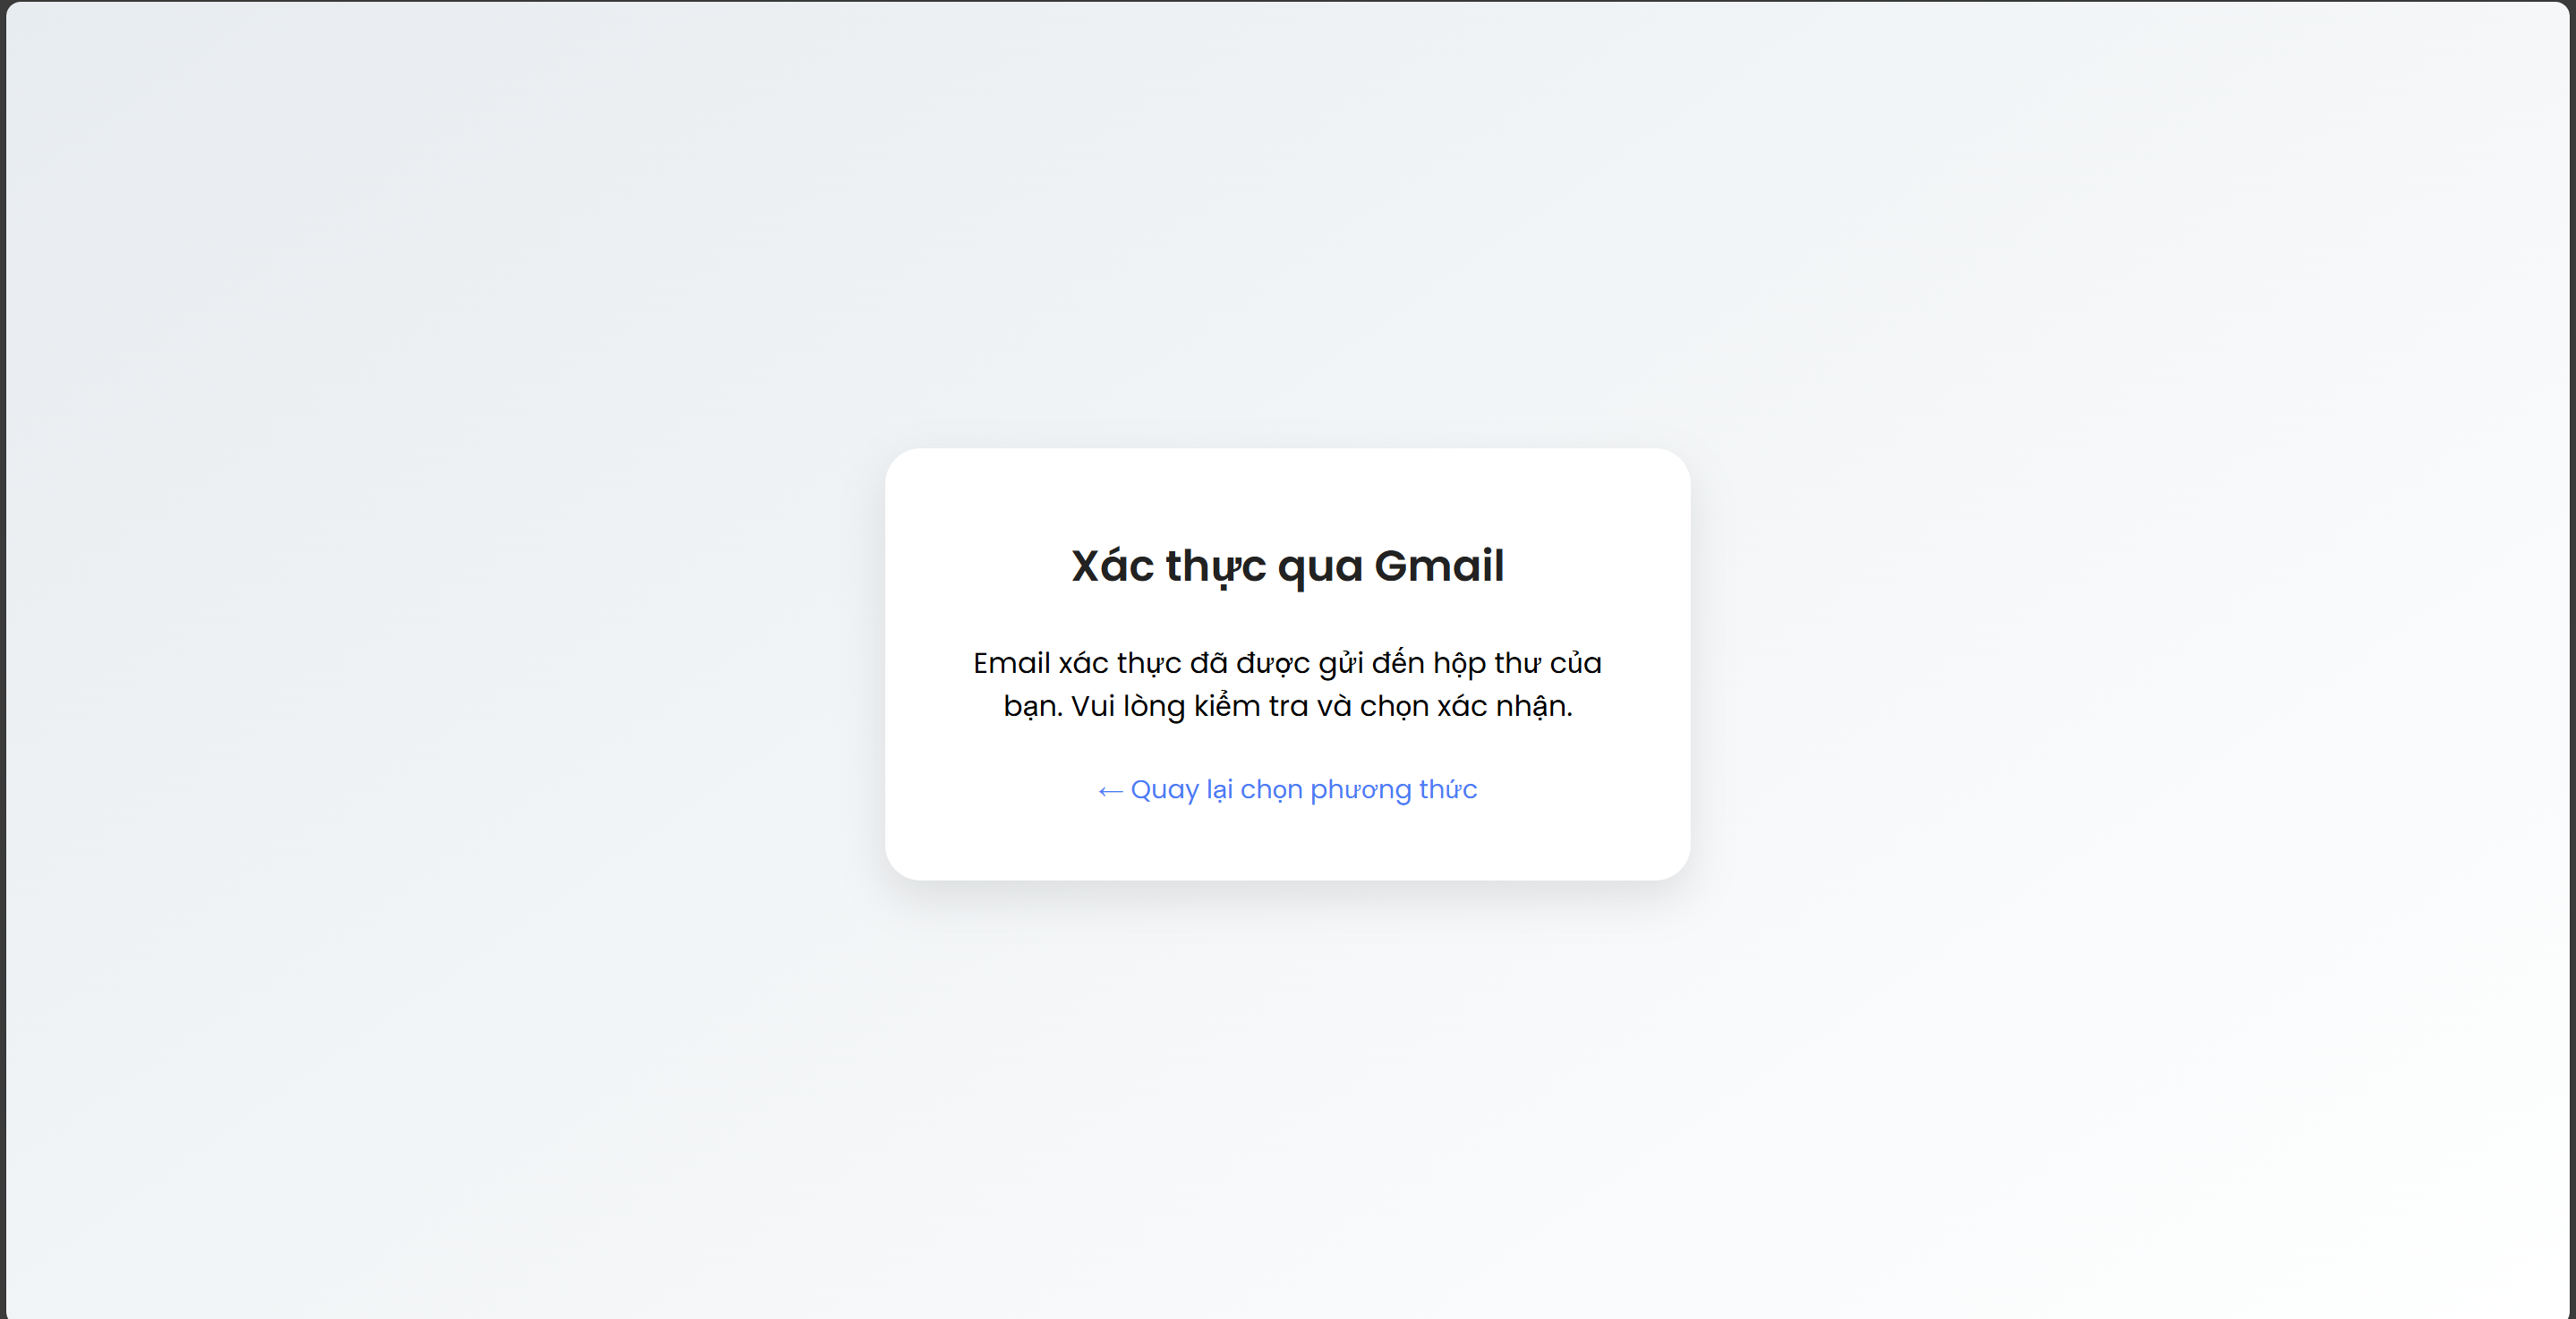 Xác thực qua Gmail
Email xác thực đã được gửi đến hộp thư của
bạn. Vui lòng kiểm tra và chọn xác nhận.
← Quay lại chọn phương thức